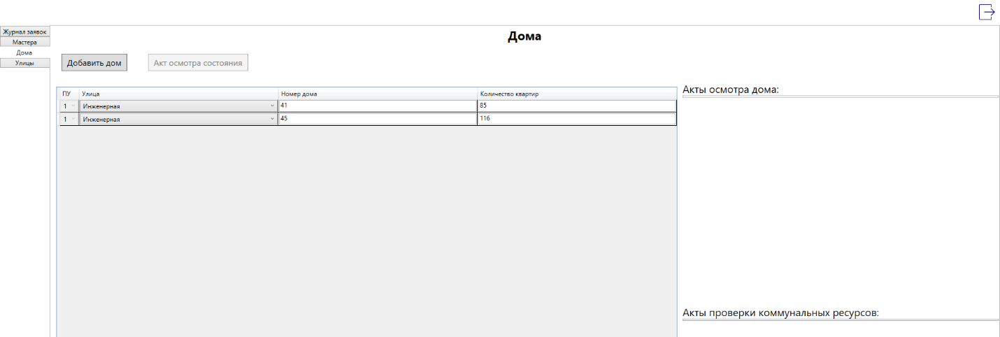 Журнал заявок
Мастера
Дома
Улицы
Дома
Добавить дом Акт осмотра состояния
ПУ Улица Номер дома Количество квартир
1 Инженерная 41 85
1 Инженерная 45 116
Акты осмотра дома:
Акты проверки коммунальных ресурсов: